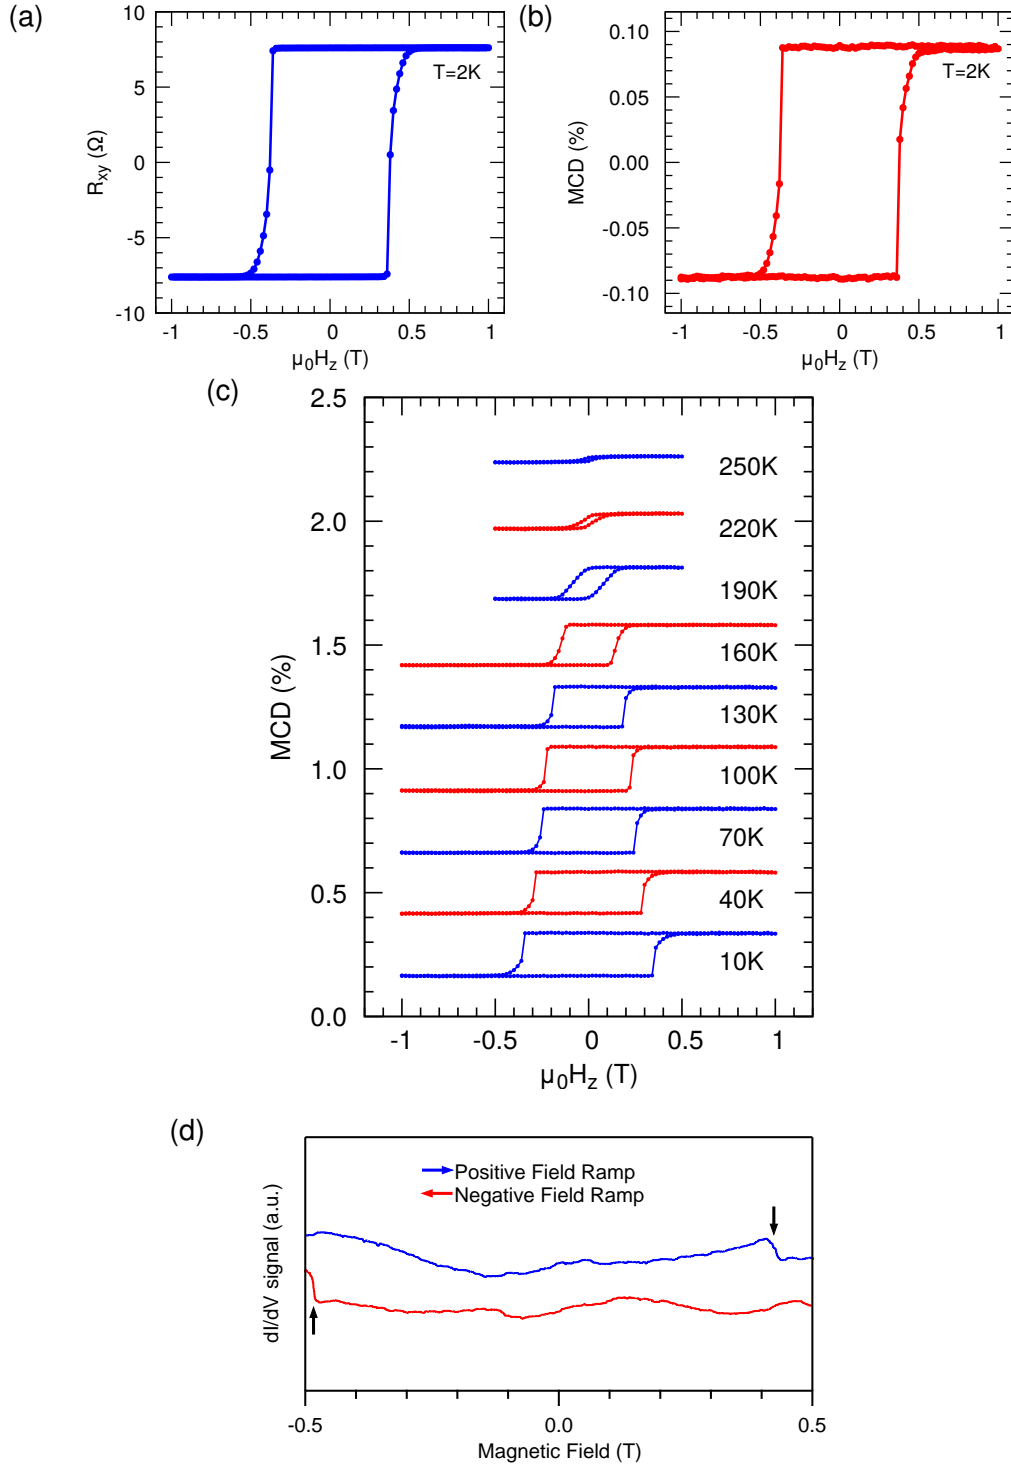 (a)
10
5
0
-5
-10
R_xy (Ω)
T=2K
-1
-0.5
0
0.5
1
μ₀H_z (T)
(b)
0.10
0.05
0.00
-0.05
-0.10
MCD (%)
T=2K
-1
-0.5
0
0.5
1
μ₀H_z (T)
(c)
2.5
2.0
1.5
1.0
0.5
0.0
MCD (%)
250K
220K
190K
160K
130K
100K
70K
40K
10K
-1
-0.5
0
0.5
1
μ₀H_z (T)
(d)
dI/dV signal (a.u.)
Positive Field Ramp
Negative Field Ramp
-0.5
0.0
0.5
Magnetic Field (T)